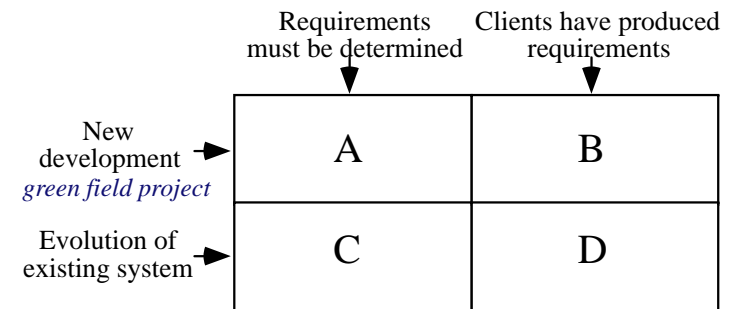 Requirements
must be determined
Clients have produced
requirements
New
development
green field project
A
B
Evolution of
existing system
C
D